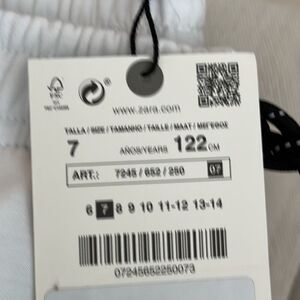 www.zara.com
TALLA / SIZE / TAMANHO / TAILLE / MAAT / МЕГЕВОХ
7 AÑOS/YEARS 122 CM
ART.: 7245 / 652 / 250 07
6 7 8 9 10 11-12 13-14
07245652250073